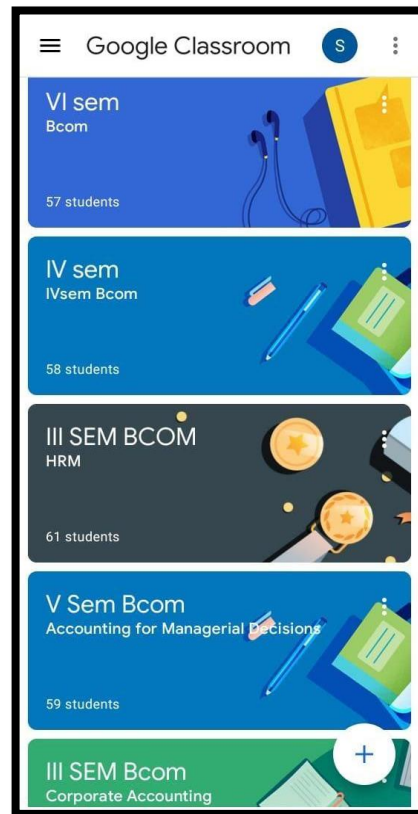 Google Classroom S
VI sem
Bcom
57 students
IV sem
IVsem Bcom
58 students
III SEM BCOM
HRM
61 students
V Sem Bcom
Accounting for Managerial Decisions
59 students
III SEM Bcom
Corporate Accounting